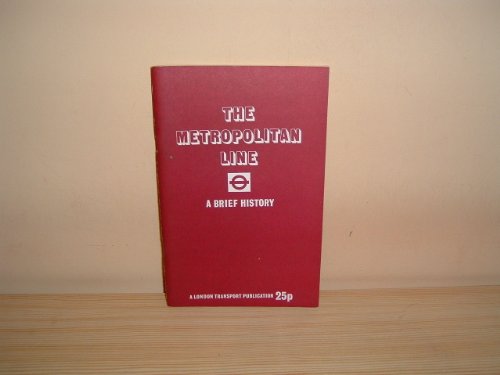 THE
METROPOLITAN
LINE
A BRIEF HISTORY
A LONDON TRANSPORT PUBLICATION 25p